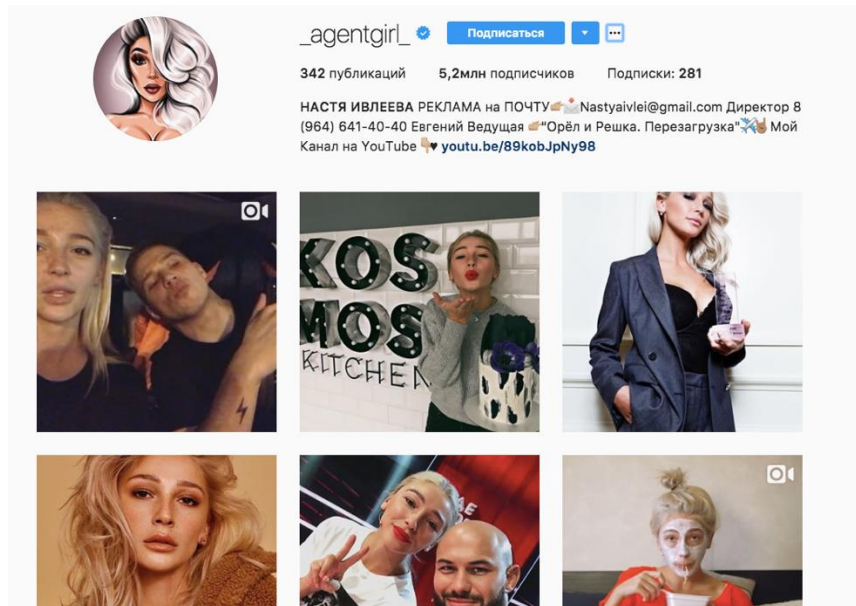 _agentgirl_
Подписаться
342 публикаций 5,2млн подписчиков Подписки: 281
НАСТЯ ИВЛЕЕВА РЕКЛАМА на ПОЧТУ👉🏼📩Nastyaivlei@gmail.com Директор 8
(964) 641-40-40 Евгений Ведущая 👉🏼"Орёл и Решка. Перезагрузка"✈️🤘🏽 Мой
Канал на YouTube 👇🏼♥ youtu.be/89kobJpNy98
KOS
MOS
KITCHEN